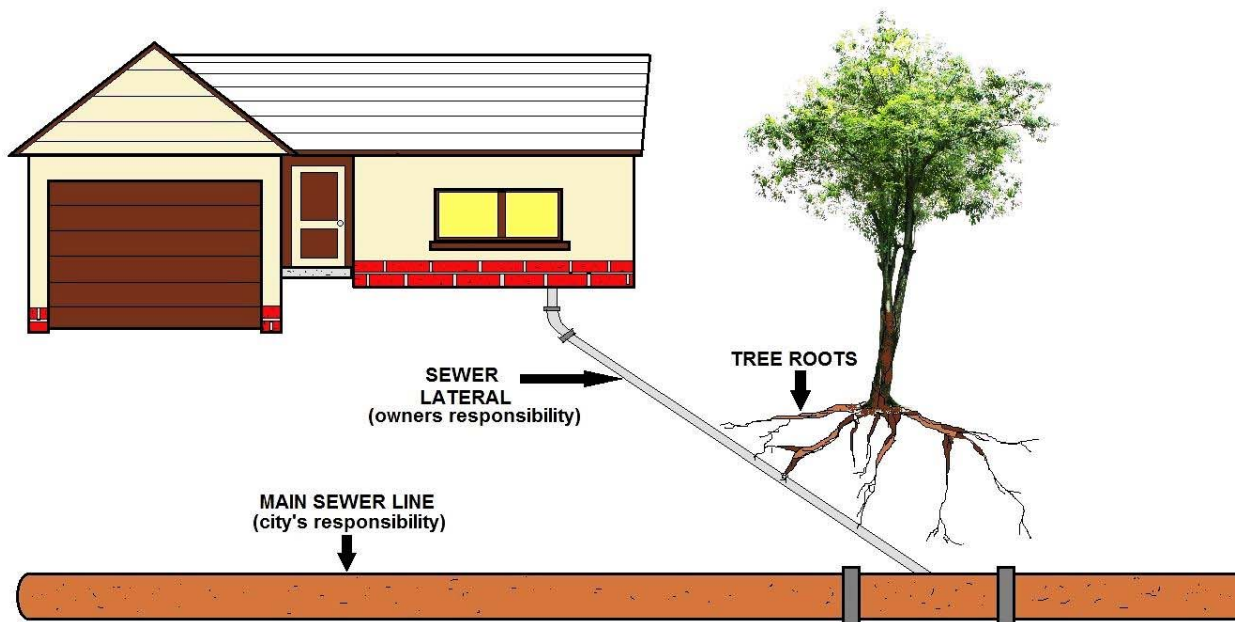 TREE ROOTS
SEWER
LATERAL
(owners responsibility)
MAIN SEWER LINE
(city's responsibility)